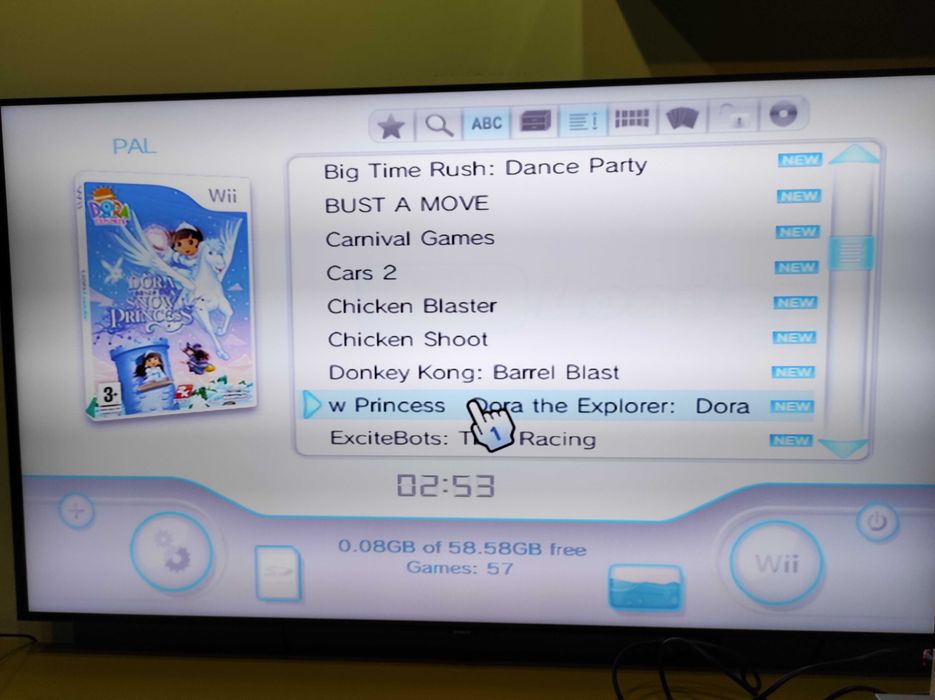 ABC
PAL
Wii
DORA
DORA
SNOW
PRINCESS
3+
2K
Big Time Rush: Dance Party NEW
BUST A MOVE NEW
Carnival Games NEW
Cars 2 NEW
Chicken Blaster NEW
Chicken Shoot NEW
Donkey Kong: Barrel Blast NEW
w Princess Dora the Explorer: Dora NEW
ExciteBots: T Racing NEW
1
02:53
0.08GB of 58.58GB free
Games: 57
Wii